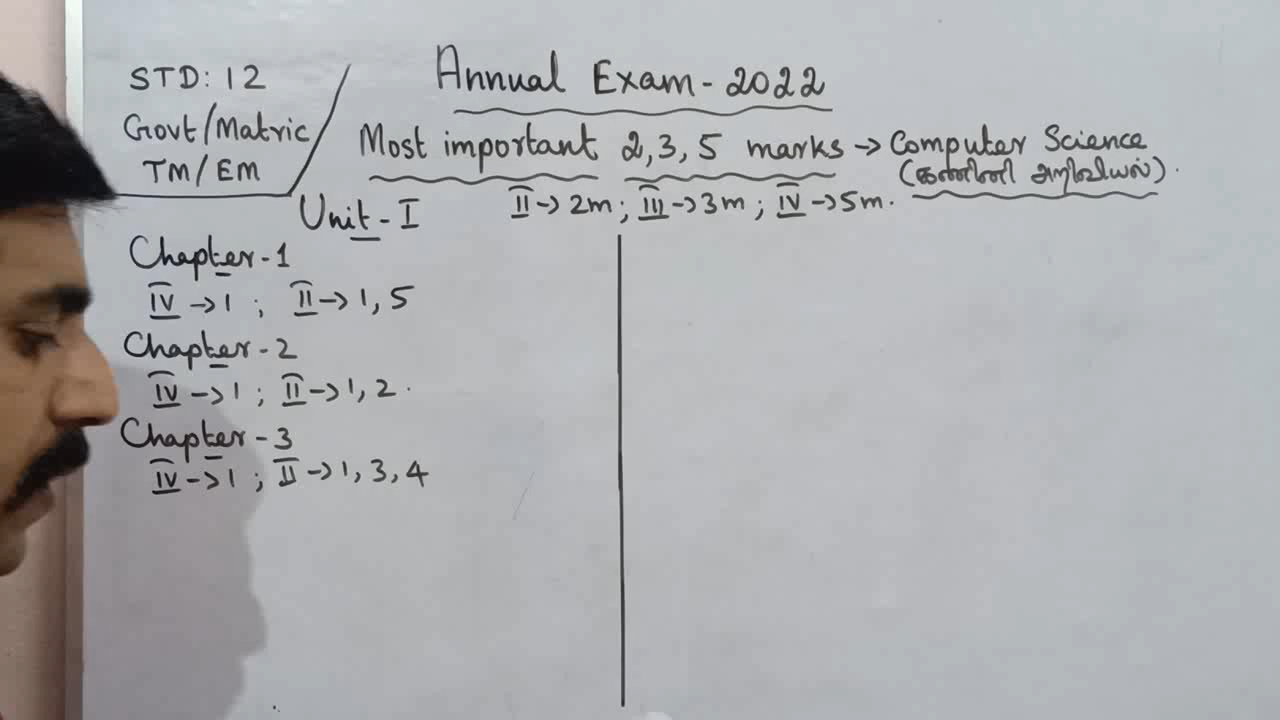 STD: 12
Govt/Matric
TM/EM
Annual Exam - 2022
Most important 2, 3, 5 marks → Computer Science
(கணினி அறிவியல்).
II → 2m ; III → 3m ; IV → 5m.
Unit - I
Chapter - 1
IV → 1 ; II → 1, 5
Chapter - 2
IV → 1 ; II → 1, 2.
Chapter - 3
IV → 1 ; II → 1, 3, 4